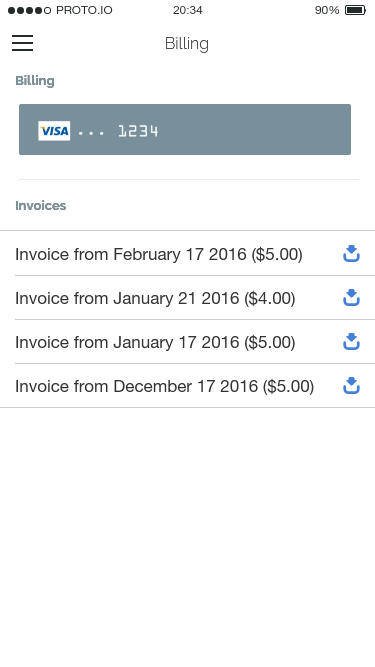 PROTO.IO 20:34 90%
Billing
Billing
VISA ... 1234
Invoices
Invoice from February 17 2016 ($5.00)
Invoice from January 21 2016 ($4.00)
Invoice from January 17 2016 ($5.00)
Invoice from December 17 2016 ($5.00)